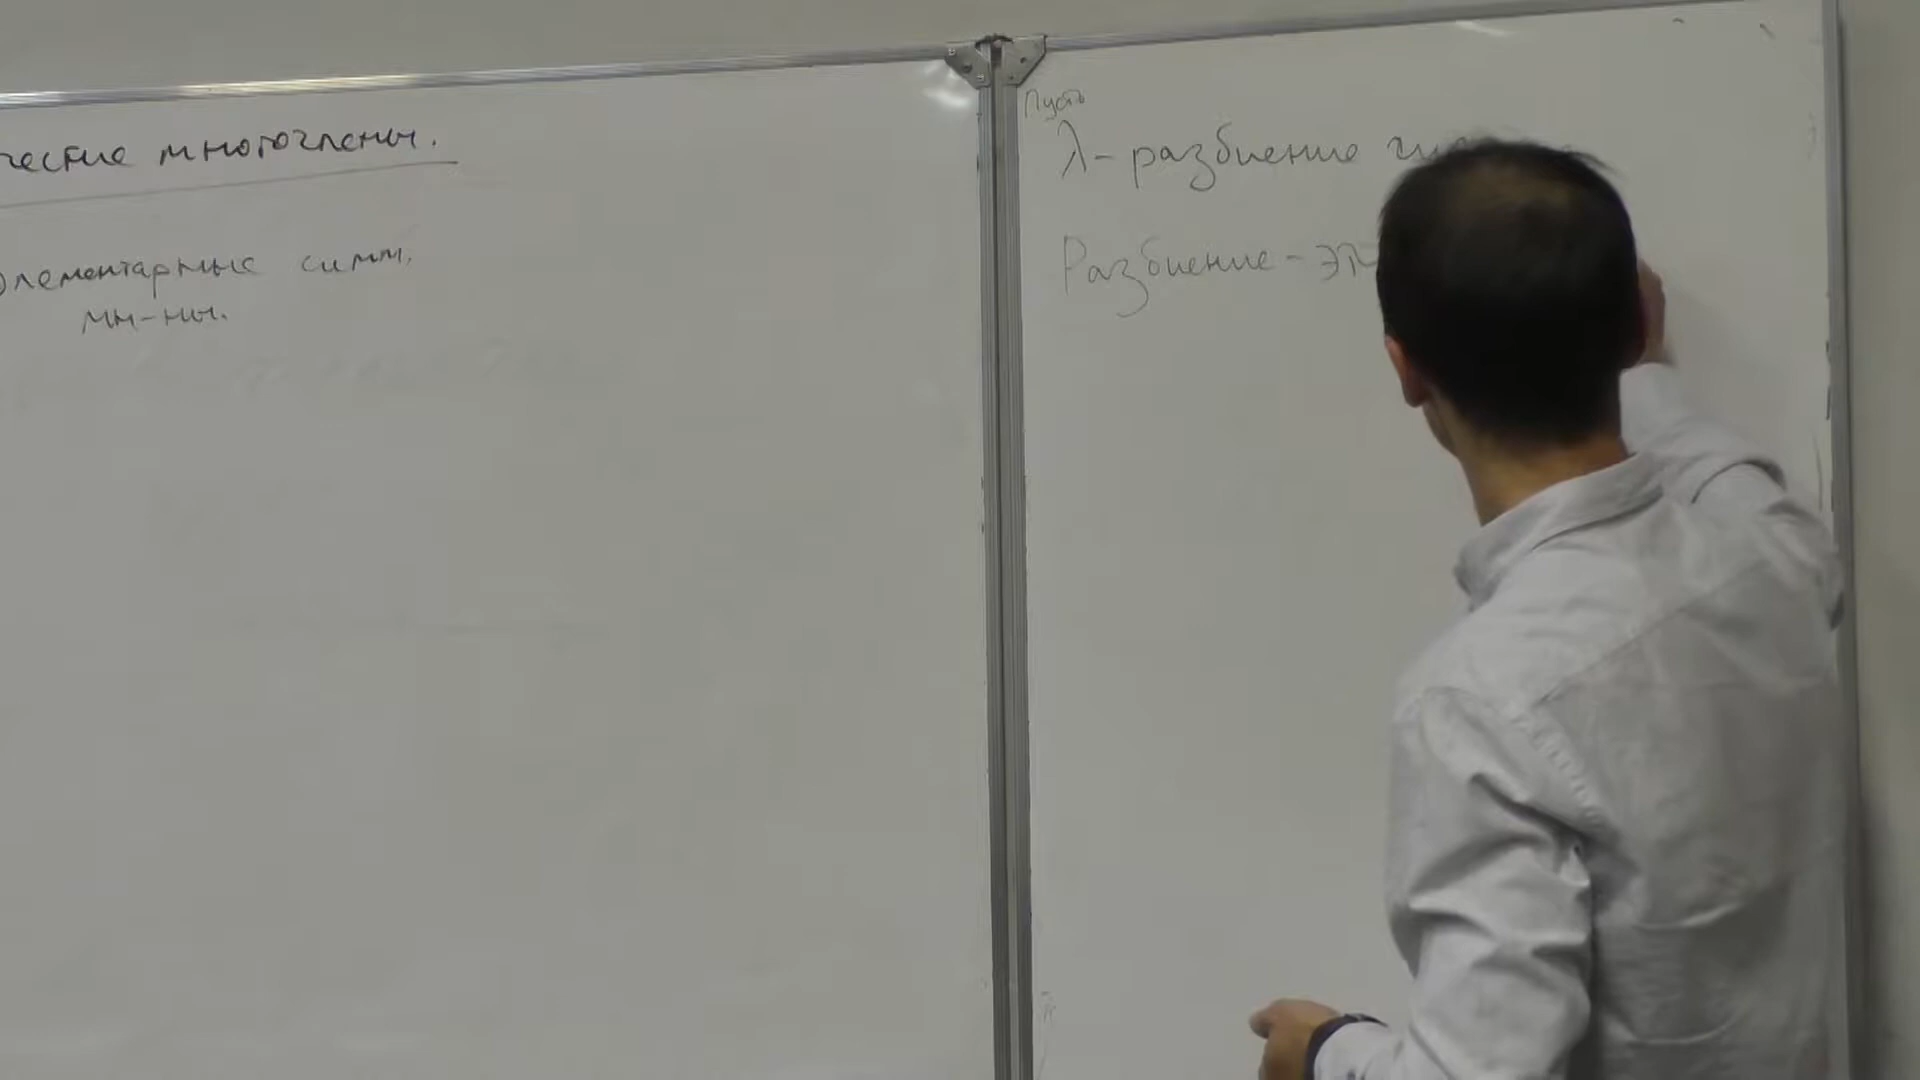 ческие многочлены.
Элементарные симм.
мн-ны.
Пусть
λ - разбиение
Разбиение - это